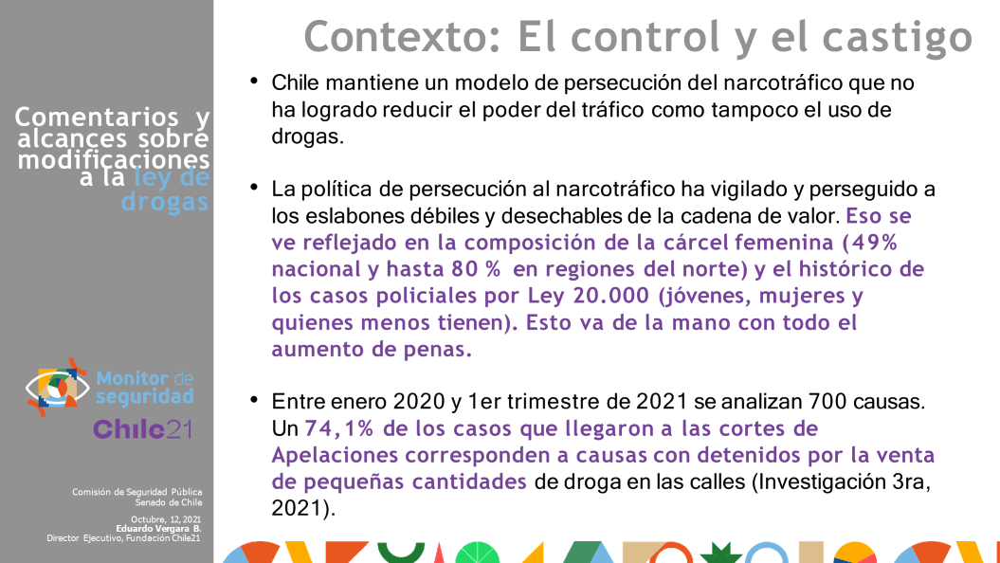 Contexto: El control y el castigo
Comentarios y
alcances sobre
modificaciones
a la ley de
drogas
• Chile mantiene un modelo de persecución del narcotráfico que no
ha logrado reducir el poder del tráfico como tampoco el uso de
drogas.
• La política de persecución al narcotráfico ha vigilado y perseguido a
los eslabones débiles y desechables de la cadena de valor. Eso se
ve reflejado en la composición de la cárcel femenina (49%
nacional y hasta 80 % en regiones del norte) y el histórico de
los casos policiales por Ley 20.000 (jóvenes, mujeres y
quienes menos tienen). Esto va de la mano con todo el
aumento de penas.
• Entre enero 2020 y 1er trimestre de 2021 se analizan 700 causas.
Un 74,1% de los casos que llegaron a las cortes de
Apelaciones corresponden a causas con detenidos por la venta
de pequeñas cantidades de droga en las calles (Investigación 3ra,
2021).
Monitor de
seguridad
Chile21
Comisión de Seguridad Pública
Senado de Chile
Octubre, 12, 2021
Eduardo Vergara B.
Director Ejecutivo, Fundación Chile21